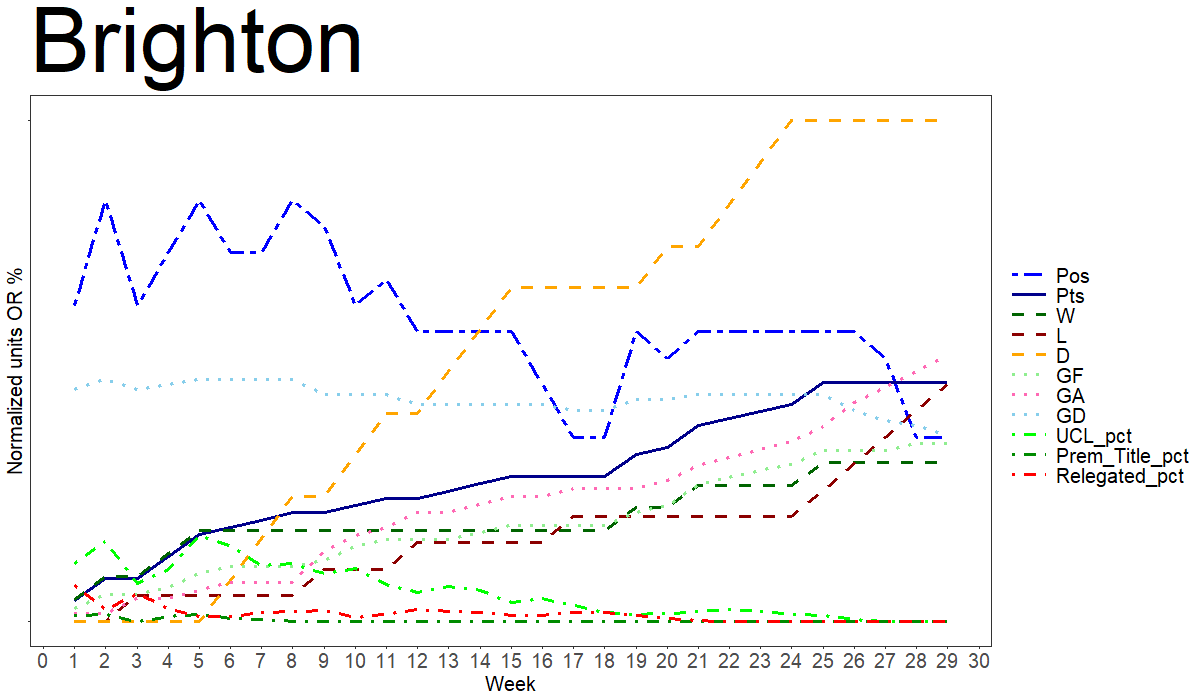 Brighton
Normalized units OR %
Pos
Pts
W
L
D
GF
GA
GD
UCL_pct
Prem_Title_pct
Relegated_pct
0 1 2 3 4 5 6 7 8 9 10 11 12 13 14 15 16 17 18 19 20 21 22 23 24 25 26 27 28 29 30
Week